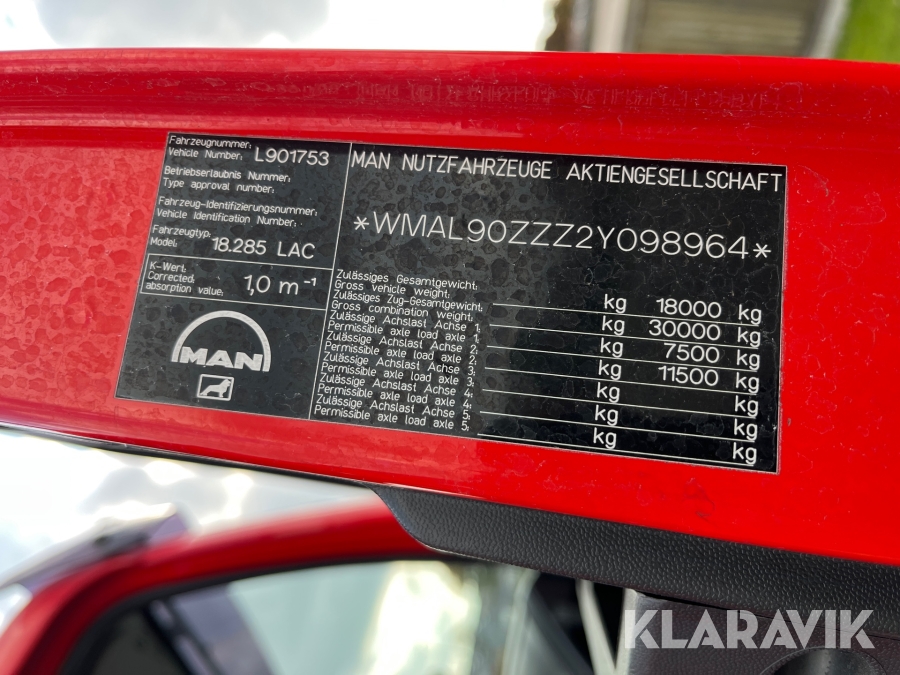 Fahrzeugnummer:
Vehicle Number: L901753
Betriebserlaubnis Nummer:
Type approval number:
Fahrzeug-Identifizierungsnummer:
Vehicle Identification Number:
Fahrzeugtyp:
Model: 18.285 LAC
K-Wert:
Corrected
absorption value: 1,0 m⁻¹
MAN
MAN NUTZFAHRZEUGE AKTIENGESELLSCHAFT
*WMAL90ZZZ2Y098964*
Zulässiges Gesamtgewicht:
Gross vehicle weight: kg 18000 kg
Zulässiges Zug-Gesamtgewicht:
Gross combination weight: kg 30000 kg
Zulässige Achslast Achse 1:
Permissible axle load axle 1: kg 7500 kg
Zulässige Achslast Achse 2:
Permissible axle load axle 2: kg 11500 kg
Zulässige Achslast Achse 3:
Permissible axle load axle 3: kg kg
Zulässige Achslast Achse 4:
Permissible axle load axle 4: kg kg
Zulässige Achslast Achse 5:
Permissible axle load axle 5: kg kg
KLARAVIK